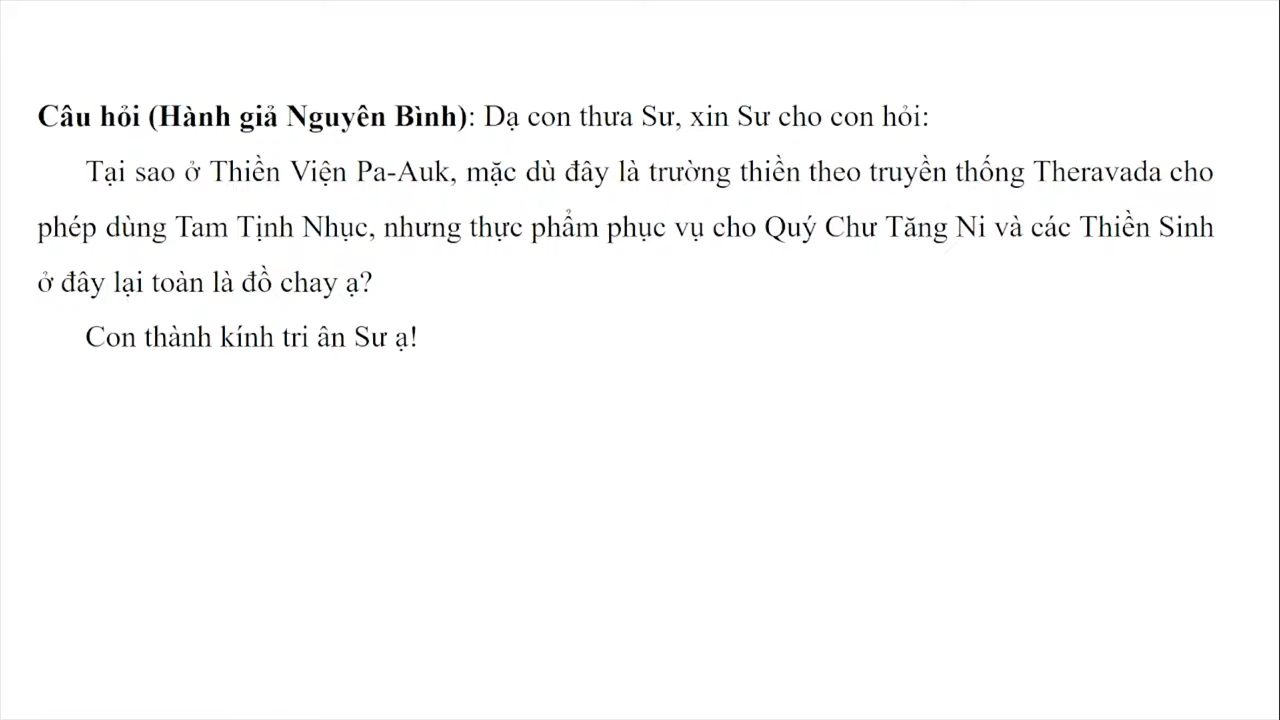 Câu hỏi (Hành giả Nguyên Bình): Dạ con thưa Sư, xin Sư cho con hỏi:
Tại sao ở Thiền Viện Pa-Auk, mặc dù đây là trường thiền theo truyền thống Theravada cho
phép dùng Tam Tịnh Nhục, nhưng thực phẩm phục vụ cho Quý Chư Tăng Ni và các Thiền Sinh
ở đây lại toàn là đồ chay ạ?
Con thành kính tri ân Sư ạ!